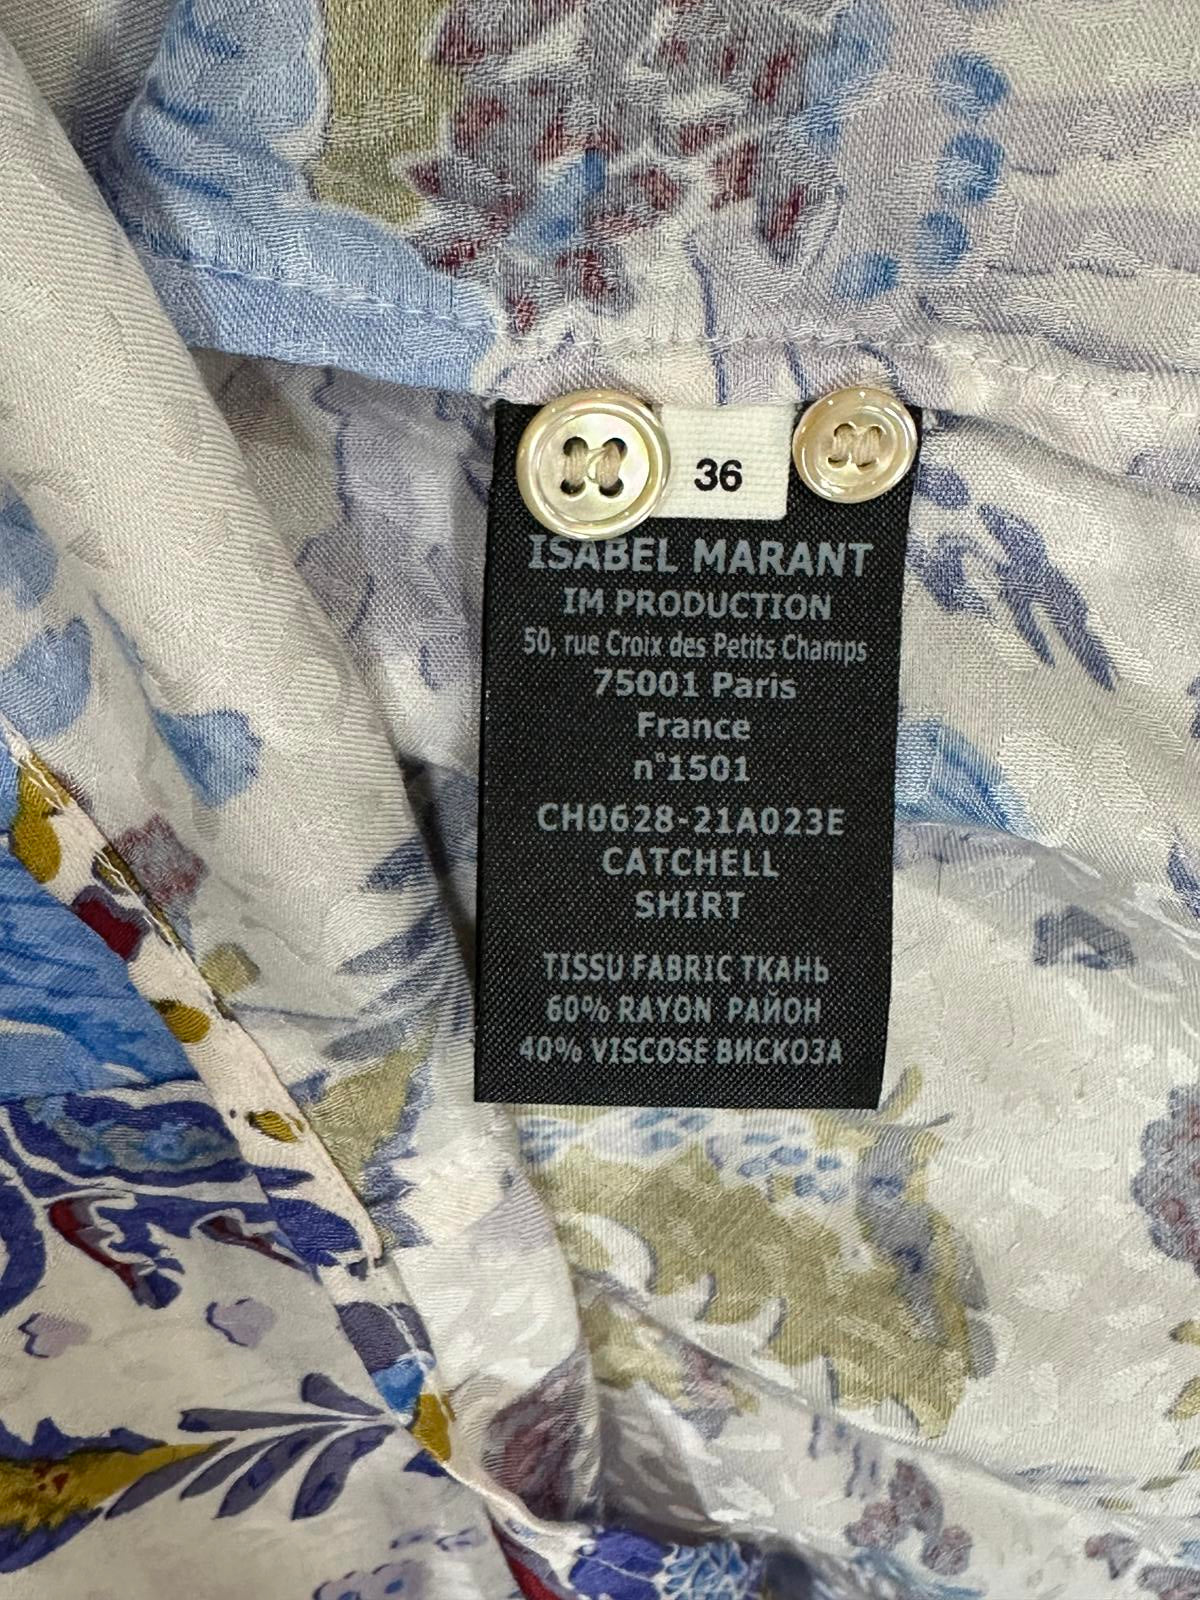 36
ISABEL MARANT
IM PRODUCTION
50, rue Croix des Petits Champs
75001 Paris
France
n°1501
CH0628-21A023E
CATCHELL
SHIRT
TISSU FABRIC ТКАНЬ
60% RAYON РАЙОН
40% VISCOSE ВИСКОЗА